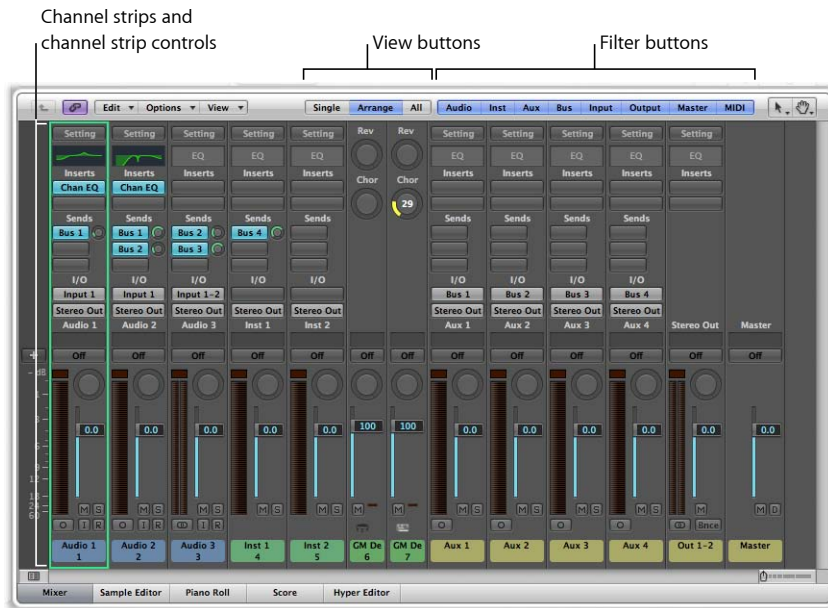 Channel strips and
channel strip controls
View buttons
Filter buttons
Edit Options View Single Arrange All Audio Inst Aux Bus Input Output Master MIDI
Setting Setting Setting Setting Setting Rev Rev Setting Setting Setting Setting Setting
EQ EQ EQ EQ EQ EQ EQ EQ
Inserts Inserts Inserts Inserts Inserts Chor Chor Inserts Inserts Inserts Inserts Inserts
Chan EQ Chan EQ
29
Sends Sends Sends Sends Sends Sends Sends Sends Sends
Bus 1 Bus 1 Bus 2 Bus 4
Bus 2 Bus 3
I/O I/O I/O I/O I/O I/O I/O I/O I/O
Input 1 Input 1 Input 1-2 Bus 1 Bus 2 Bus 3 Bus 4
Stereo Out Stereo Out Stereo Out Stereo Out Stereo Out Stereo Out Stereo Out Stereo Out Stereo Out
Audio 1 Audio 2 Audio 3 Inst 1 Inst 2 Aux 1 Aux 2 Aux 3 Aux 4 Stereo Out Master
+ Off Off Off Off Off Off Off Off Off Off Off Off Off
dB
0.0 0.0 0.0 0.0 0.0 100 100 0.0 0.0 0.0 0.0 0.0 0.0
12
60
M S M S M S M S M S M M M S M S M S M S M M D
I R I R I R Bnce
Audio 1 Audio 2 Audio 3 Inst 1 Inst 2 GM De GM De Aux 1 Aux 2 Aux 3 Aux 4 Out 1-2 Master
1 2 3 4 5 6 7
Mixer Sample Editor Piano Roll Score Hyper Editor